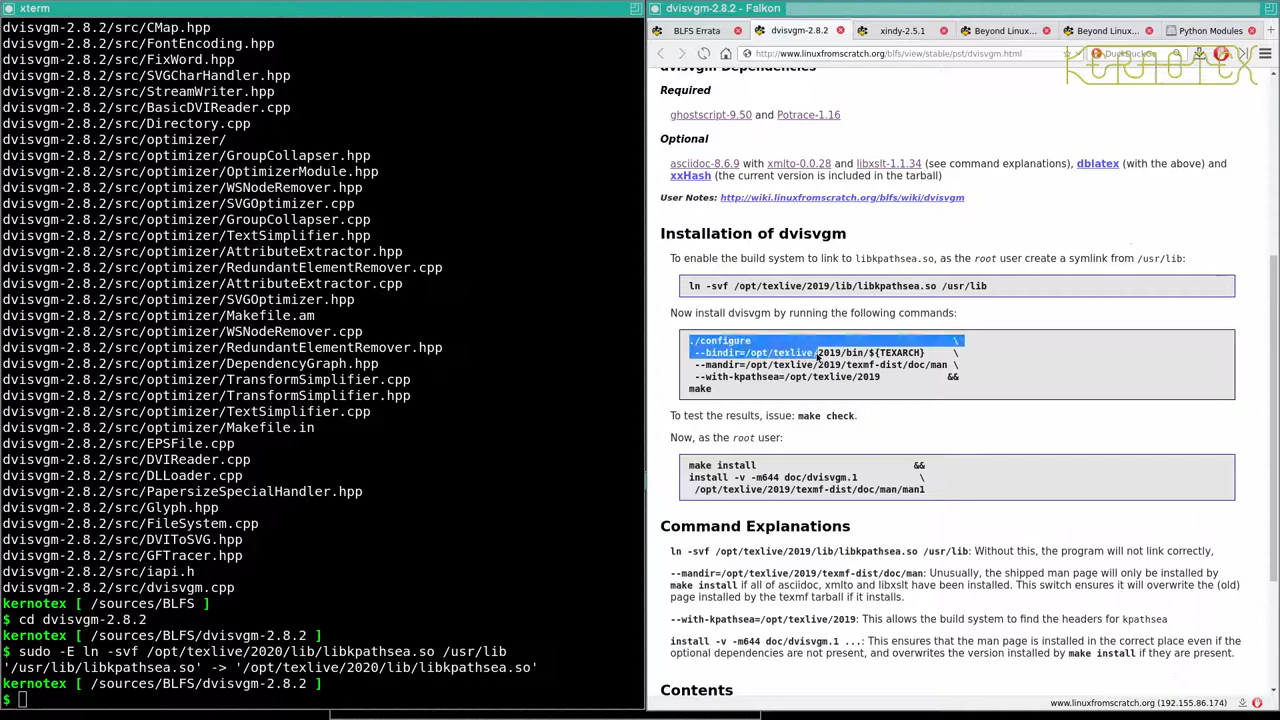 xterm
dvisvgm-2.8.2/src/CMap.hpp
dvisvgm-2.8.2/src/FontEncoding.hpp
dvisvgm-2.8.2/src/FixWord.hpp
dvisvgm-2.8.2/src/SVGCharHandler.hpp
dvisvgm-2.8.2/src/StreamWriter.hpp
dvisvgm-2.8.2/src/BasicDVIReader.cpp
dvisvgm-2.8.2/src/Directory.cpp
dvisvgm-2.8.2/src/optimizer/
dvisvgm-2.8.2/src/optimizer/GroupCollapser.hpp
dvisvgm-2.8.2/src/optimizer/OptimizerModule.hpp
dvisvgm-2.8.2/src/optimizer/WSNodeRemover.hpp
dvisvgm-2.8.2/src/optimizer/SVGOptimizer.cpp
dvisvgm-2.8.2/src/optimizer/GroupCollapser.cpp
dvisvgm-2.8.2/src/optimizer/TextSimplifier.hpp
dvisvgm-2.8.2/src/optimizer/AttributeExtractor.hpp
dvisvgm-2.8.2/src/optimizer/RedundantElementRemover.cpp
dvisvgm-2.8.2/src/optimizer/AttributeExtractor.cpp
dvisvgm-2.8.2/src/optimizer/SVGOptimizer.hpp
dvisvgm-2.8.2/src/optimizer/Makefile.am
dvisvgm-2.8.2/src/optimizer/WSNodeRemover.cpp
dvisvgm-2.8.2/src/optimizer/RedundantElementRemover.hpp
dvisvgm-2.8.2/src/optimizer/DependencyGraph.hpp
dvisvgm-2.8.2/src/optimizer/TransformSimplifier.cpp
dvisvgm-2.8.2/src/optimizer/TransformSimplifier.hpp
dvisvgm-2.8.2/src/optimizer/TextSimplifier.cpp
dvisvgm-2.8.2/src/optimizer/Makefile.in
dvisvgm-2.8.2/src/EPSFile.cpp
dvisvgm-2.8.2/src/DVIReader.cpp
dvisvgm-2.8.2/src/DLLoader.cpp
dvisvgm-2.8.2/src/PapersizeSpecialHandler.hpp
dvisvgm-2.8.2/src/Glyph.hpp
dvisvgm-2.8.2/src/FileSystem.cpp
dvisvgm-2.8.2/src/DVIToSVG.hpp
dvisvgm-2.8.2/src/GFTracer.hpp
dvisvgm-2.8.2/src/iapi.h
dvisvgm-2.8.2/src/dvisvgm.cpp
kernotex [ /sources/BLFS ]
$ cd dvisvgm-2.8.2
kernotex [ /sources/BLFS/dvisvgm-2.8.2 ]
$ sudo -E ln -svf /opt/texlive/2020/lib/libkpathsea.so /usr/lib
'/usr/lib/libkpathsea.so' -> '/opt/texlive/2020/lib/libkpathsea.so'
kernotex [ /sources/BLFS/dvisvgm-2.8.2 ]
$
dvisvgm-2.8.2 - Falkon
BLFS Errata dvisvgm-2.8.2 xindy-2.5.1 Beyond Linux... Beyond Linux... Python Modules
http://www.linuxfromscratch.org/blfs/view/stable/pst/dvisvgm.html DuckDuckGo
KERNOTEX
dvisvgm Dependencies
Required
ghostscript-9.50 and Potrace-1.16
Optional
asciidoc-8.6.9 with xmlto-0.0.28 and libxslt-1.1.34 (see command explanations), dblatex (with the above) and
xxHash (the current version is included in the tarball)
User Notes: http://wiki.linuxfromscratch.org/blfs/wiki/dvisvgm
Installation of dvisvgm
To enable the build system to link to libkpathsea.so, as the root user create a symlink from /usr/lib:
ln -svf /opt/texlive/2019/lib/libkpathsea.so /usr/lib
Now install dvisvgm by running the following commands:
./configure \
--bindir=/opt/texlive/2019/bin/${TEXARCH} \
--mandir=/opt/texlive/2019/texmf-dist/doc/man \
--with-kpathsea=/opt/texlive/2019 &&
make
To test the results, issue: make check.
Now, as the root user:
make install &&
install -v -m644 doc/dvisvgm.1 \
/opt/texlive/2019/texmf-dist/doc/man/man1
Command Explanations
ln -svf /opt/texlive/2019/lib/libkpathsea.so /usr/lib: Without this, the program will not link correctly,
--mandir=/opt/texlive/2019/texmf-dist/doc/man: Unusually, the shipped man page will only be installed by
make install if all of asciidoc, xmlto and libxslt have been installed. This switch ensures it will overwrite the (old)
page installed by the texmf tarball if it installs.
--with-kpathsea=/opt/texlive/2019: This allows the build system to find the headers for kpathsea
install -v -m644 doc/dvisvgm.1 ...: This ensures that the man page is installed in the correct place even if the
optional dependencies are not present, and overwrites the version installed by make install if they are present.
Contents
www.linuxfromscratch.org (192.155.86.174)